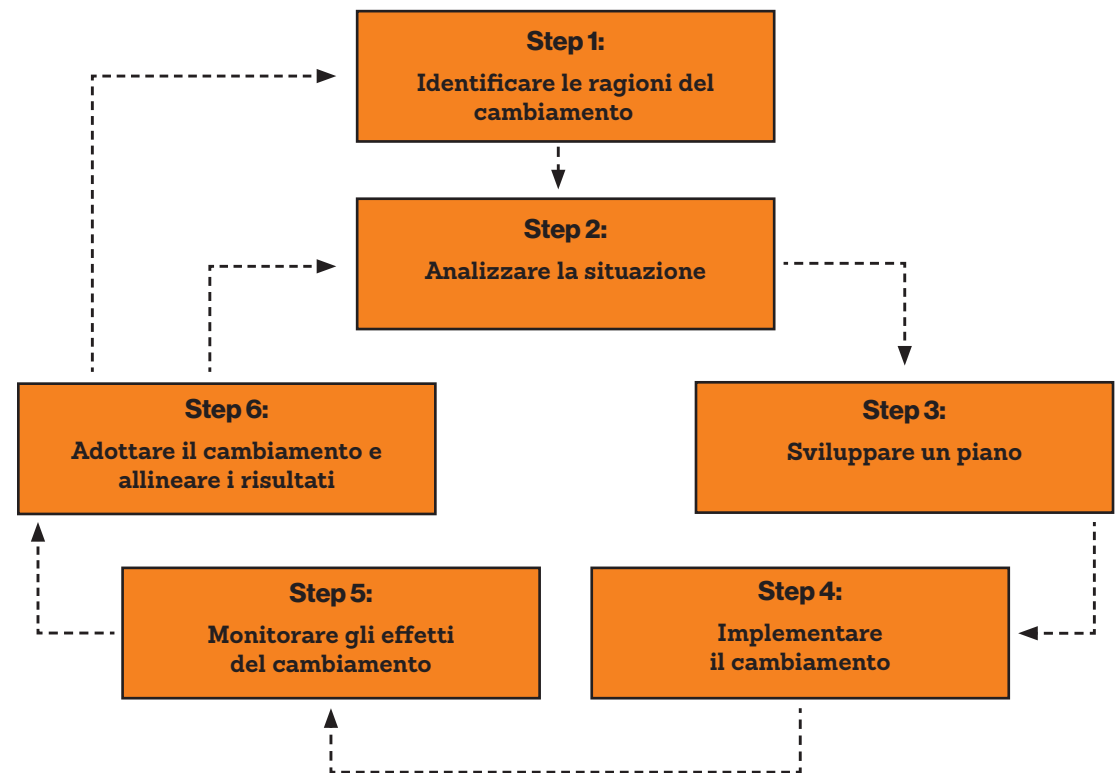 Step 1:
Identificare le ragioni del
cambiamento
Step 2:
Analizzare la situazione
Step 3:
Sviluppare un piano
Step 4:
Implementare
il cambiamento
Step 5:
Monitorare gli effetti
del cambiamento
Step 6:
Adottare il cambiamento e
allineare i risultati